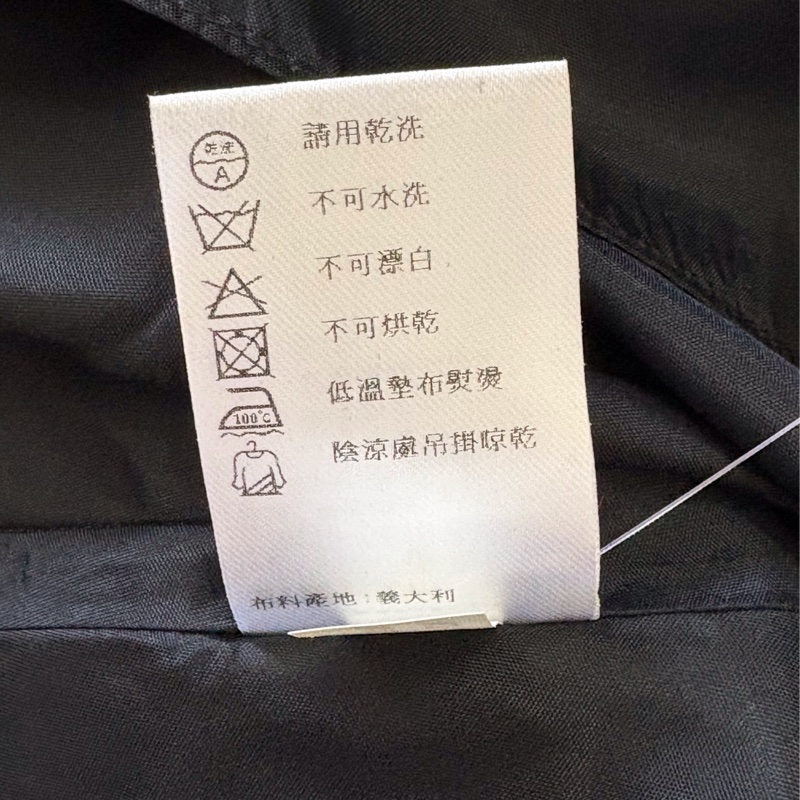 乾洗
A
請用乾洗
不可水洗
不可漂白
不可烘乾
100°C
低溫墊布熨燙
陰涼處吊掛晾乾
布料產地：義大利